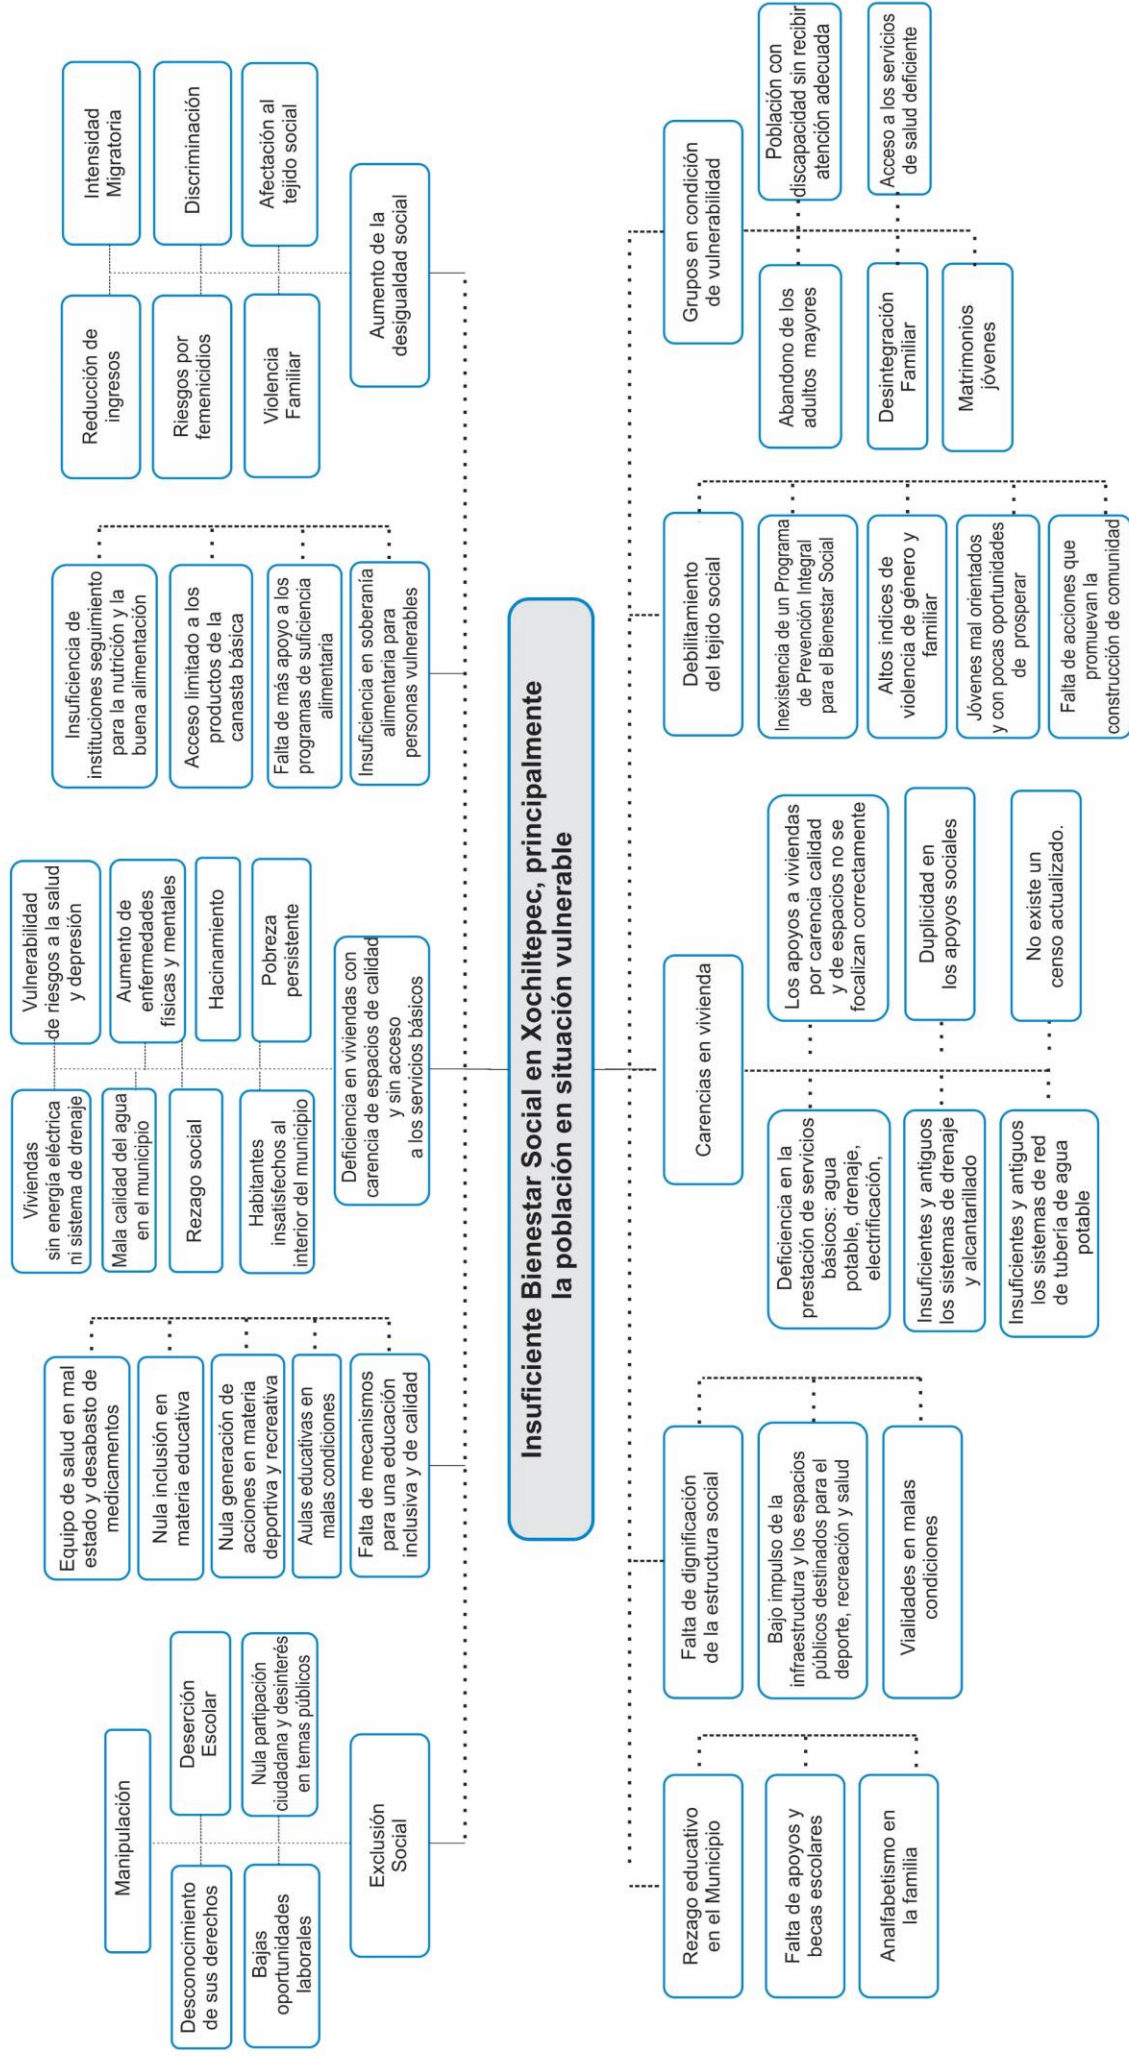 Manipulación
Desconocimiento
de sus derechos
Deserción
Escolar
Bajas
oportunidades
laborales
Nula partipación
ciudadana y desinterés
en temas públicos
Exclusión
Social
Equipo de salud en mal
estado y desabasto de
medicamentos
Nula inclusión en
materia educativa
Nula generación de
acciones en materia
deportiva y recreativa
Aulas educativas en
malas condiciones
Falta de mecanismos
para una educación
inclusiva y de calidad
Viviendas
sin energía eléctrica
ni sistema de drenaje
Vulnerabilidad
de riesgos a la salud
y depresión
Mala calidad del agua
en el municipio
Aumento de
enfermedades
físicas y mentales
Rezago social
Hacinamiento
Habitantes
insatisfechos al
interior del municipio
Pobreza
persistente
Deficiencia en viviendas con
carencia de espacios de calidad
y sin acceso
a los servicios básicos
Insuficiencia de
instituciones seguimiento
para la nutrición y la
buena alimentación
Acceso limitado a los
productos de la
canasta básica
Falta de más apoyo a los
programas de suficiencia
alimentaria
Insuficiencia en soberanía
alimentaria para
personas vulnerables
Reducción de
ingresos
Intensidad
Migratoria
Riesgos por
femenicidios
Discriminación
Violencia
Familiar
Afectación al
tejido social
Aumento de la
desigualdad social
Insuficiente Bienestar Social en Xochiltepec, principalmente
la población en situación vulnerable
Rezago educativo
en el Municipio
Falta de apoyos y
becas escolares
Analfabetismo en
la familia
Falta de dignificación
de la estructura social
Bajo impulso de la
infraestructura y los espacios
públicos destinados para el
deporte, recreación y salud
Vialidades en malas
condiciones
Carencias en vivienda
Deficiencia en la
prestación de servicios
básicos: agua
potable, drenaje,
electrificación,
Los apoyos a viviendas
por carencia calidad
y de espacios no se
focalizan correctamente
Insuficientes y antiguos
los sistemas de drenaje
y alcantarillado
Duplicidad en
los apoyos sociales
Insuficientes y antiguos
los sistemas de red
de tubería de agua
potable
No existe un
censo actualizado.
Debilitamiento
del tejido social
Inexistencia de un Programa
de Prevención Integral
para el Bienestar Social
Altos indices de
violencia de género y
familiar
Jóvenes mal orientados
y con pocas oportunidades
de prosperar
Falta de acciones que
promuevan la
construcción de comunidad
Grupos en condición
de vulnerabilidad
Abandono de los
adultos mayores
Población con
discapacidad sin recibir
atención adecuada
Desintegración
Familiar
Acceso a los servicios
de salud deficiente
Matrimonios
jóvenes